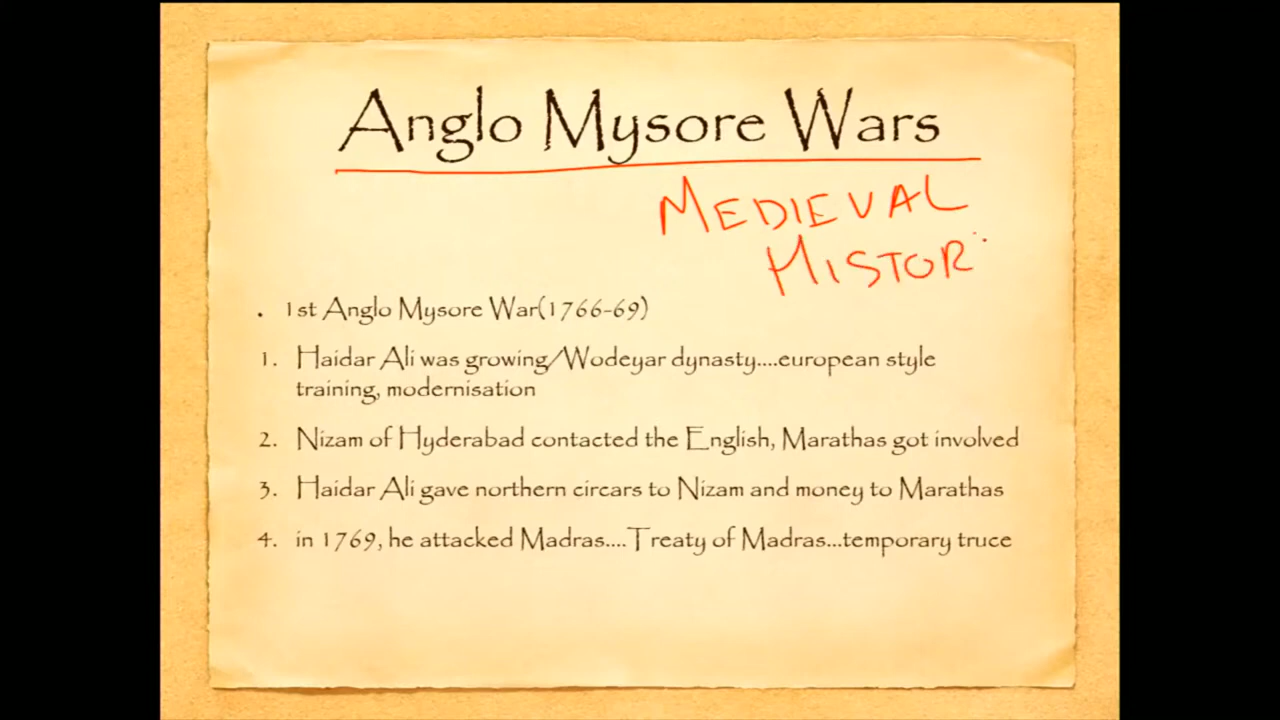 Anglo Mysore Wars
MEDIEVAL
HISTOR
. 1st Anglo Mysore War(1766-69)
1. Haidar Ali was growing/Wodeyar dynasty....european style
training, modernisation
2. Nizam of Hyderabad contacted the English, Marathas got involved
3. Haidar Ali gave northern circars to Nizam and money to Marathas
4. in 1769, he attacked Madras....Treaty of Madras...temporary truce